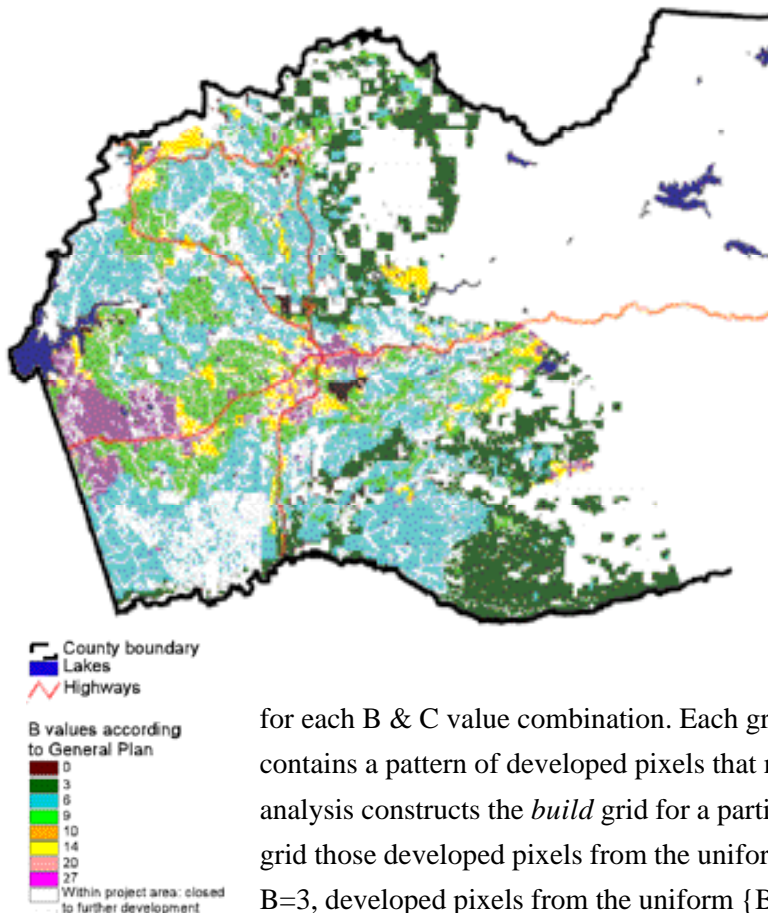 County boundary
Lakes
Highways
B values according
to General Plan
0
3
6
9
10
14
20
27
Within project area: closed
to further development
for each B & C value combination. Each gr
contains a pattern of developed pixels that
analysis constructs the build grid for a parti
grid those developed pixels from the unifor
B=3, developed pixels from the uniform {B